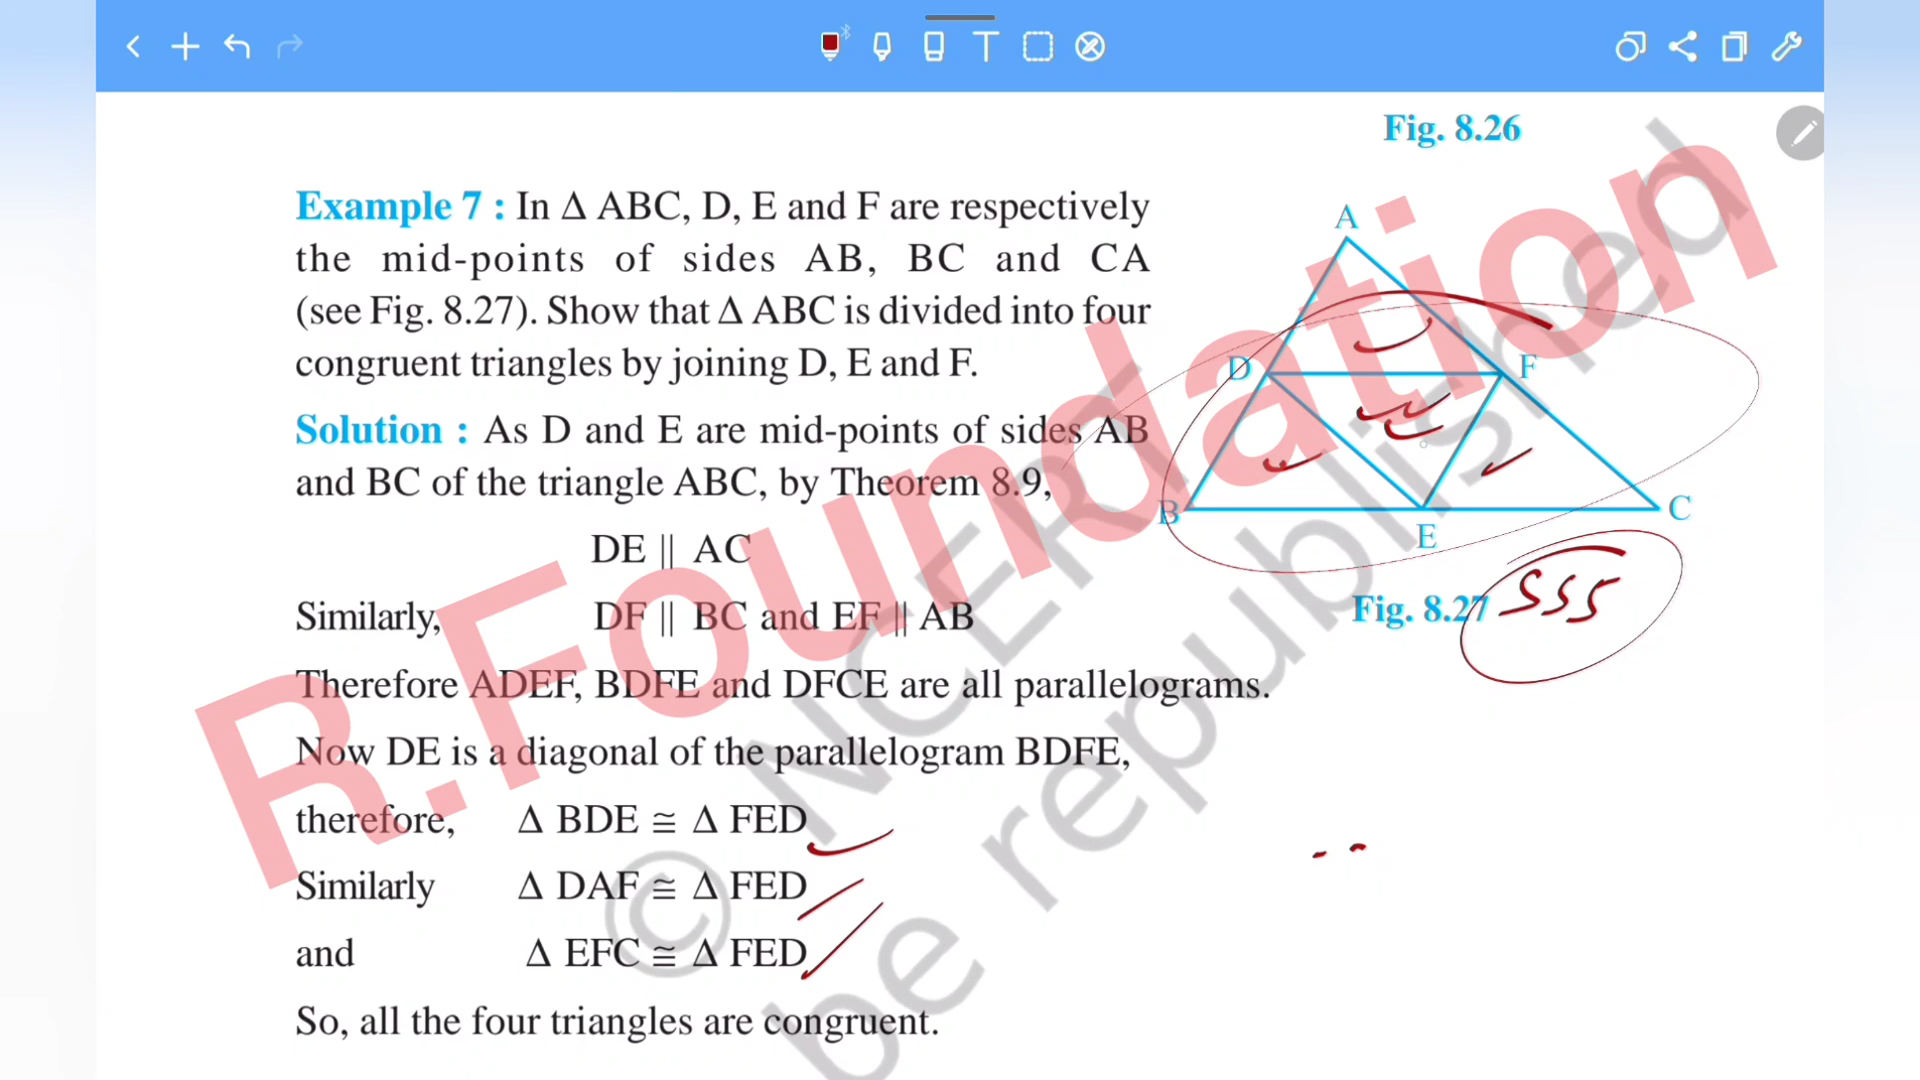 Fig. 8.26
Example 7 : In Δ ABC, D, E and F are respectively
the mid-points of sides AB, BC and CA
(see Fig. 8.27). Show that Δ ABC is divided into four
congruent triangles by joining D, E and F.
Solution : As D and E are mid-points of sides AB
and BC of the triangle ABC, by Theorem 8.9,
DE || AC
Similarly, DF || BC and EF || AB
Therefore ADEF, BDFE and DFCE are all parallelograms.
Now DE is a diagonal of the parallelogram BDFE,
therefore, Δ BDE ≅ Δ FED
Similarly Δ DAF ≅ Δ FED
and Δ EFC ≅ Δ FED
So, all the four triangles are congruent.
A
D
F
B
E
C
Fig. 8.27
SSS
R.Foundation
© NCERT
be republished